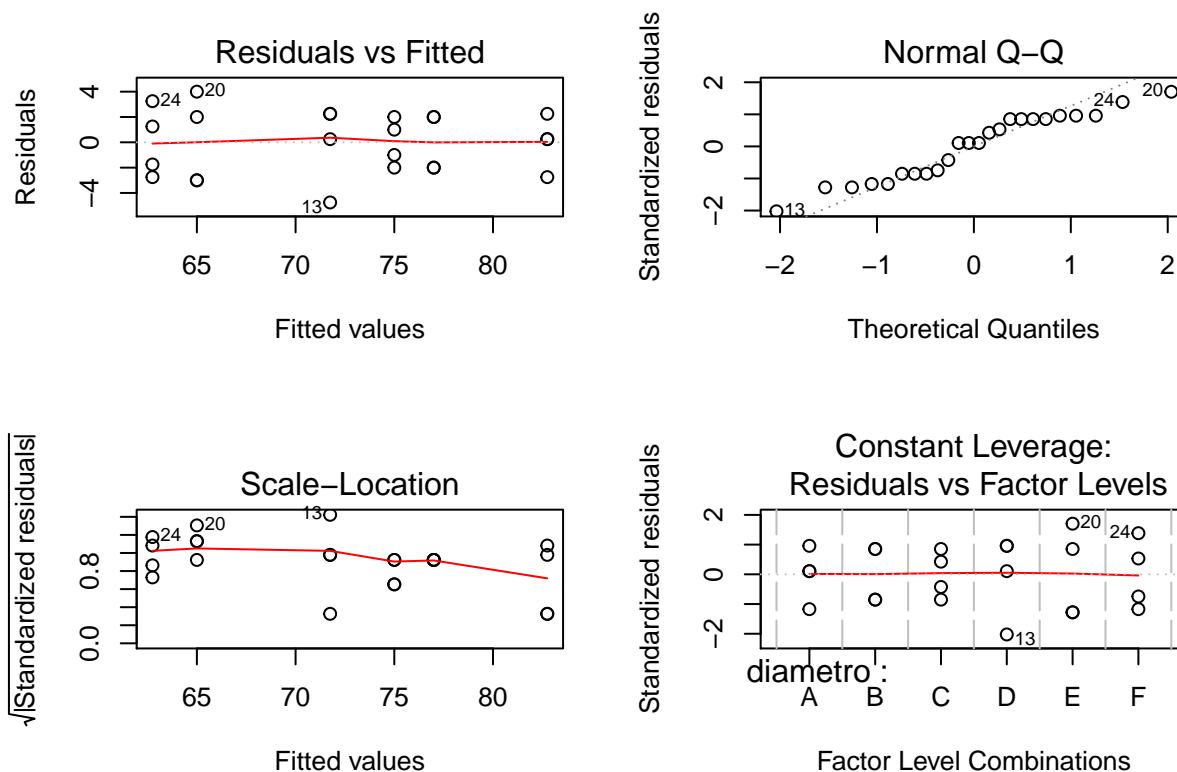 Residuals vs Fitted
Residuals
4
0
−4
24
20
13
65 70 75 80
Fitted values
Normal Q−Q
Standardized residuals
2
0
−2
24
20
13
−2 −1 0 1 2
Theoretical Quantiles
Scale−Location
√|Standardized residuals|
0.8
0.0
24
20
13
65 70 75 80
Fitted values
Constant Leverage:
Residuals vs Factor Levels
Standardized residuals
2
0
−2
20
24
13
diametro :
A B C D E F
Factor Level Combinations